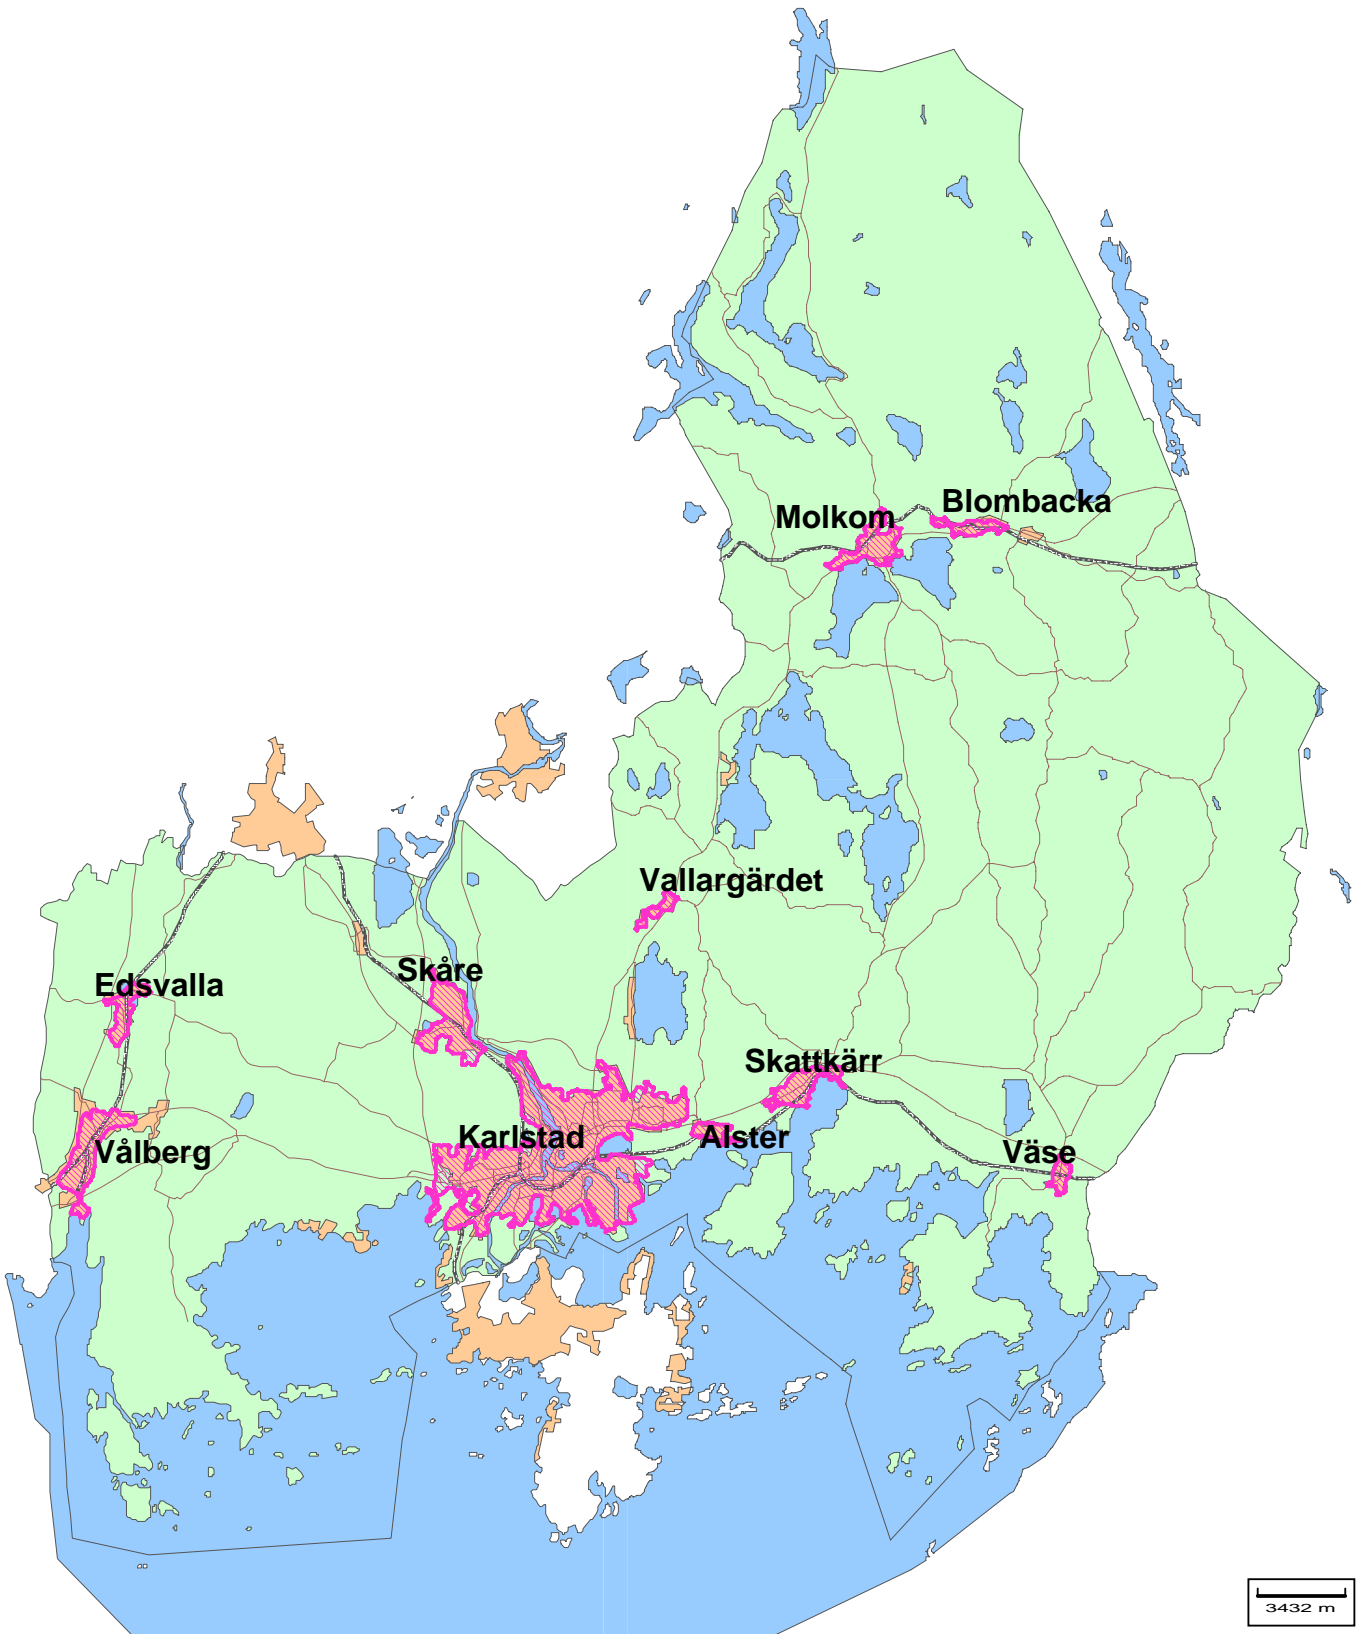 Blombacka
Molkom
Vallargärdet
Skåre
Edsvalla
Skattkärr
Karlstad
Alster
Vålberg
Väse
3432 m